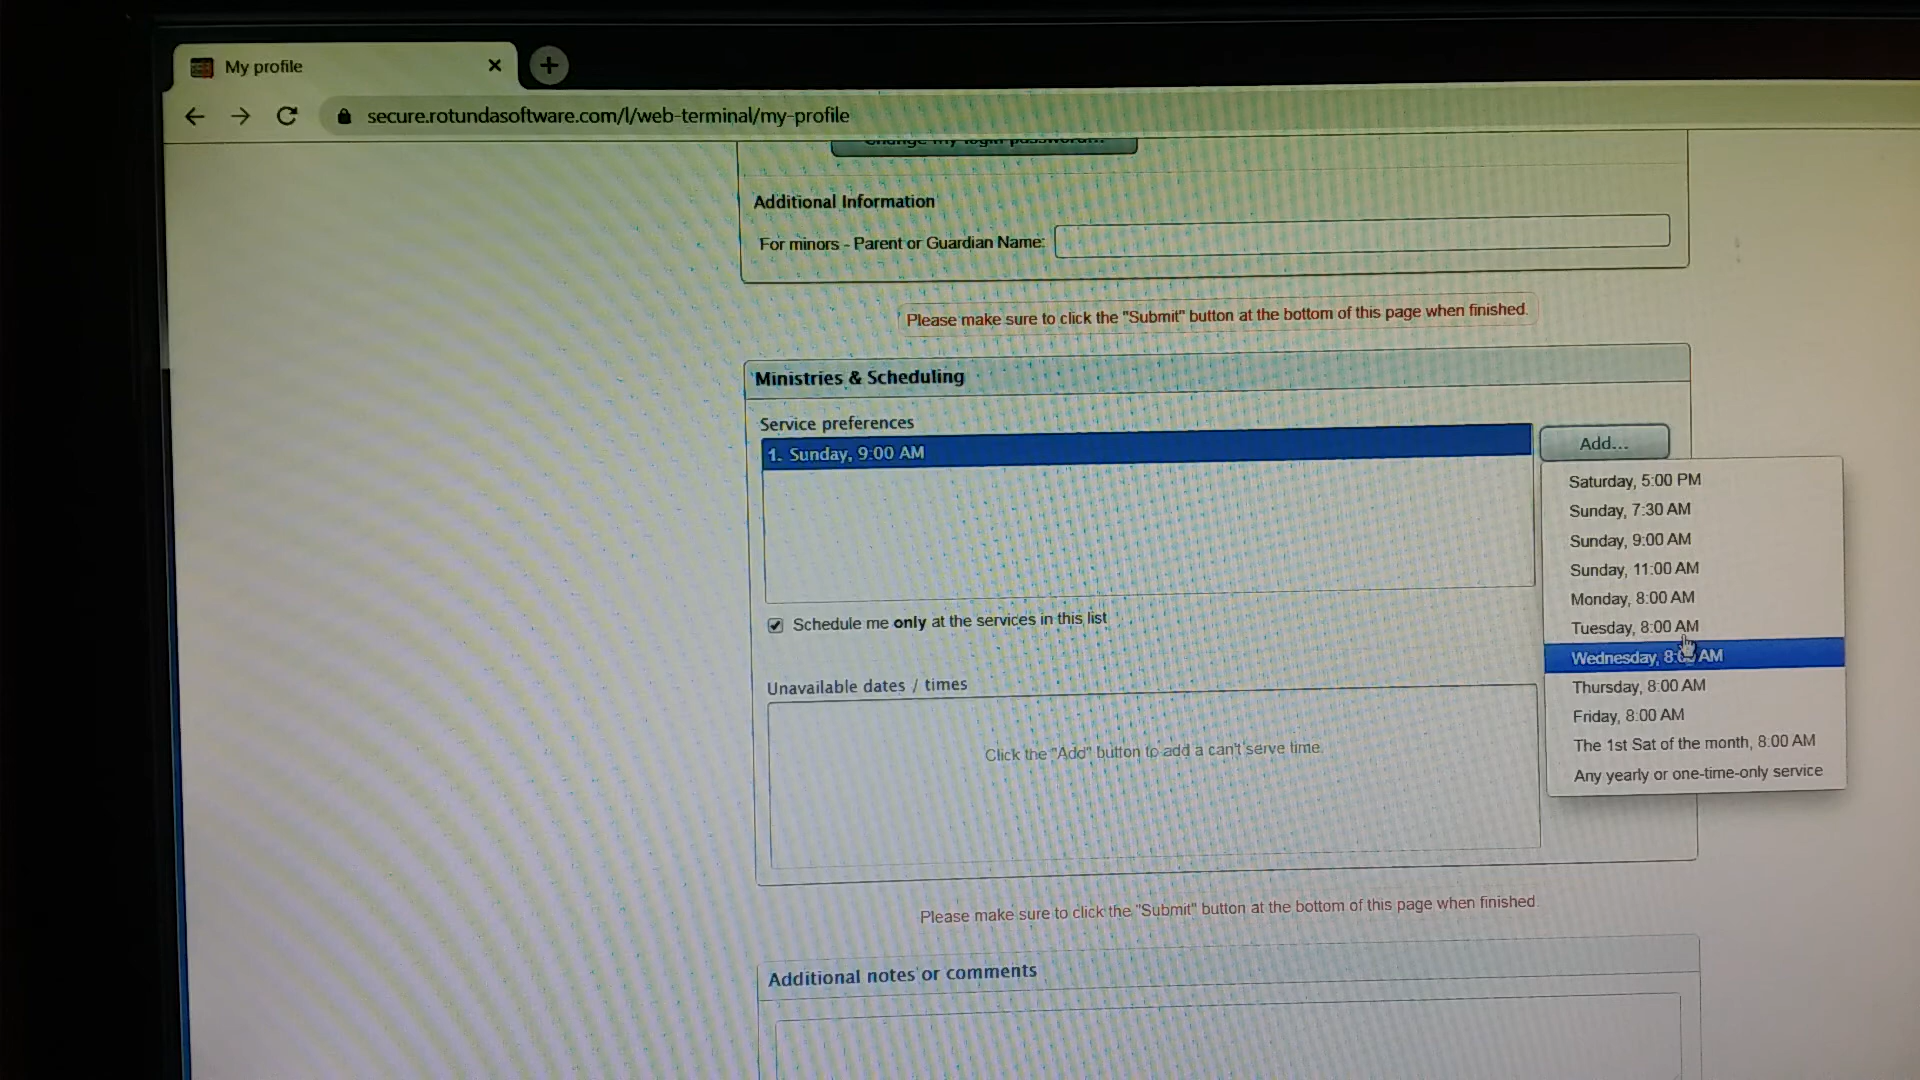 My profile
secure.rotundasoftware.com/l/web-terminal/my-profile
Change my login password...
Additional Information
For minors - Parent or Guardian Name:
Please make sure to click the "Submit" button at the bottom of this page when finished.
Ministries & Scheduling
Service preferences
1. Sunday, 9:00 AM
Add...
Saturday, 5:00 PM
Sunday, 7:30 AM
Sunday, 9:00 AM
Sunday, 11:00 AM
Monday, 8:00 AM
Tuesday, 8:00 AM
Wednesday, 8:00 AM
Thursday, 8:00 AM
Friday, 8:00 AM
The 1st Sat of the month, 8:00 AM
Any yearly or one-time-only service
Schedule me only at the services in this list
Unavailable dates / times
Click the "Add" button to add a can't serve time.
Please make sure to click the "Submit" button at the bottom of this page when finished.
Additional notes or comments